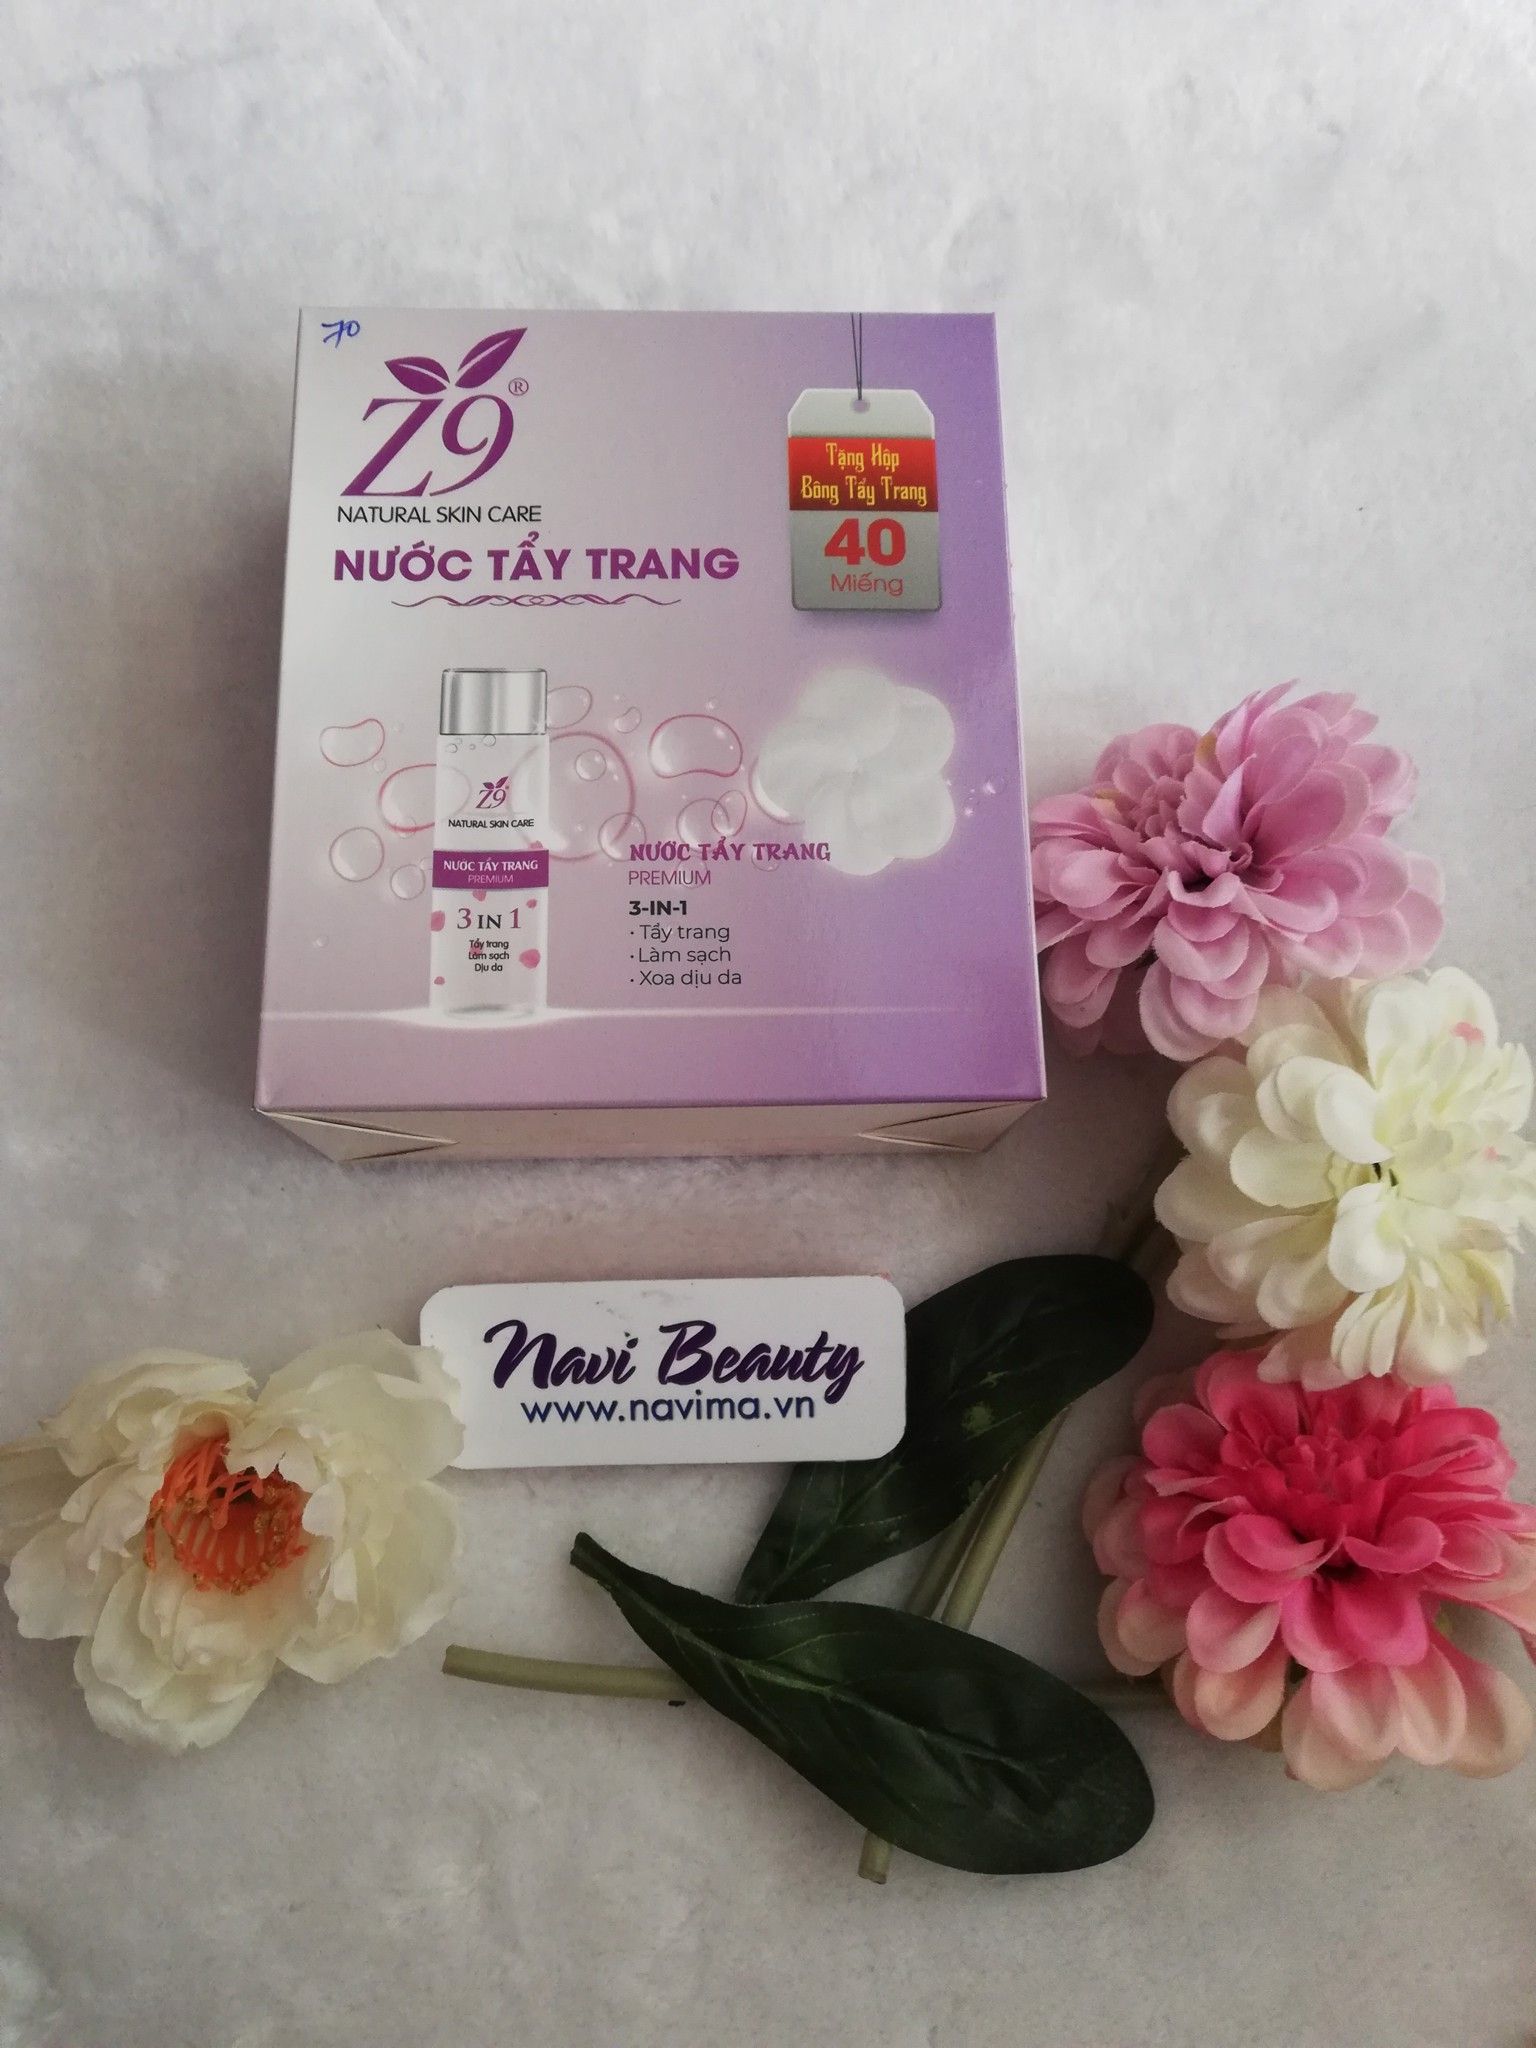 70
Z9®
NATURAL SKIN CARE
NƯỚC TẨY TRANG
Tặng Hộp
Bông Tẩy Trang
40
Miếng
Z9®
NATURAL SKIN CARE
NƯỚC TẨY TRANG
PREMIUM
3 IN 1
Tẩy trang
Làm sạch
Dịu da
NƯỚC TẨY TRANG
PREMIUM
3-IN-1
• Tẩy trang
• Làm sạch
• Xoa dịu da
Navi Beauty
www.navima.vn